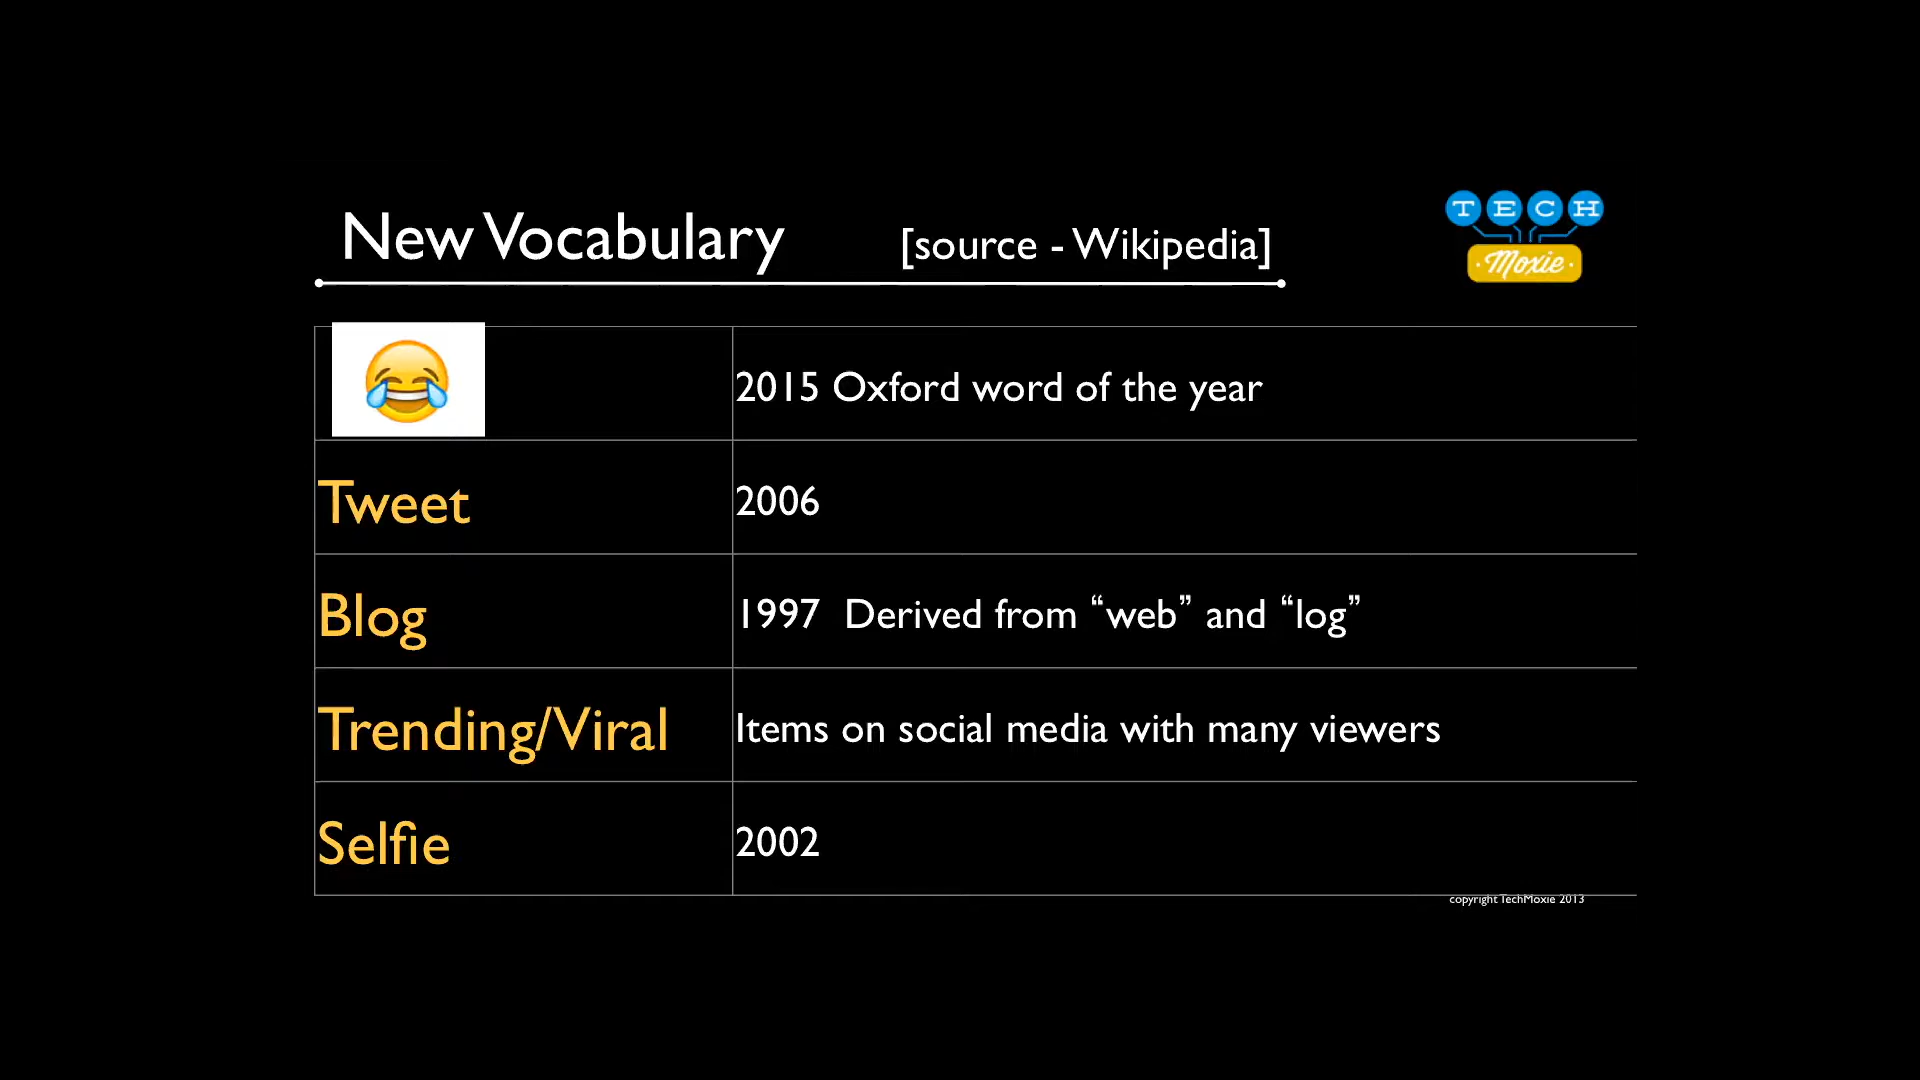 New Vocabulary [source - Wikipedia]
TECH
Moxie
2015 Oxford word of the year
Tweet 2006
Blog 1997 Derived from “web” and “log”
Trending/Viral Items on social media with many viewers
Selfie 2002
copyright TechMoxie 2013